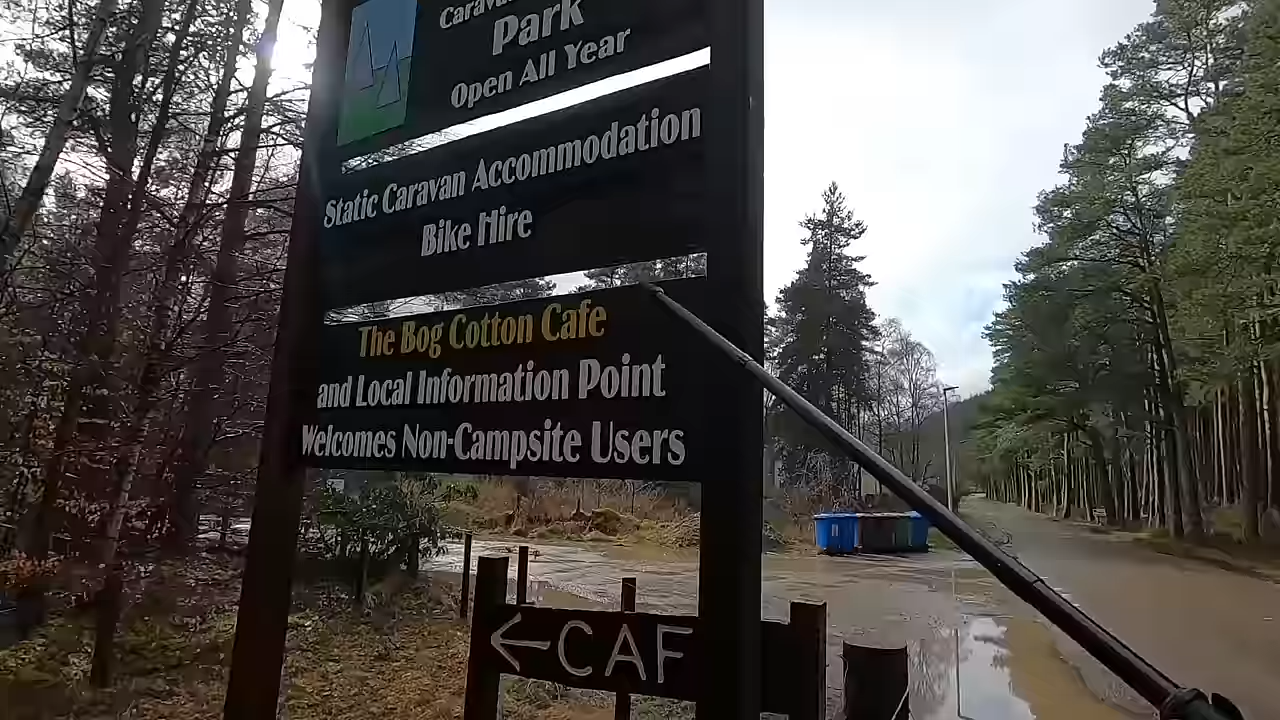 Park
Open All Year
Static Caravan Accommodation
Bike Hire
The Bog Cotton Cafe
and Local Information Point
Welcomes Non-Campsite Users
←CAF